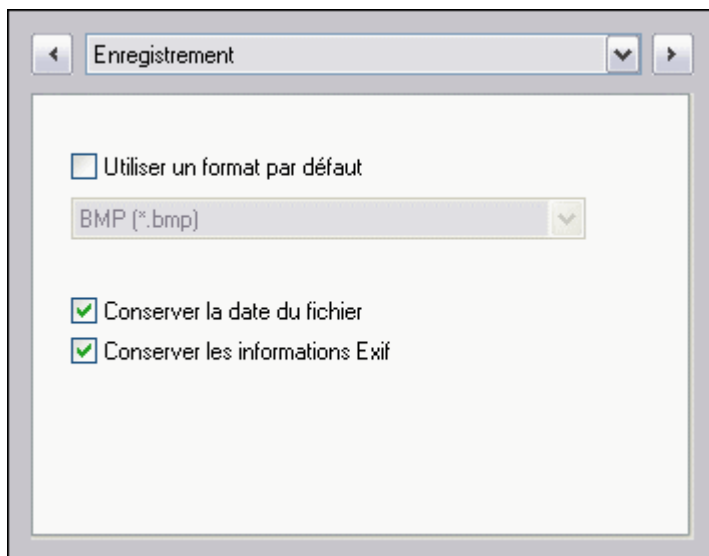 Enregistrement
Utiliser un format par défaut
BMP (*.bmp)
Conserver la date du fichier
Conserver les informations Exif